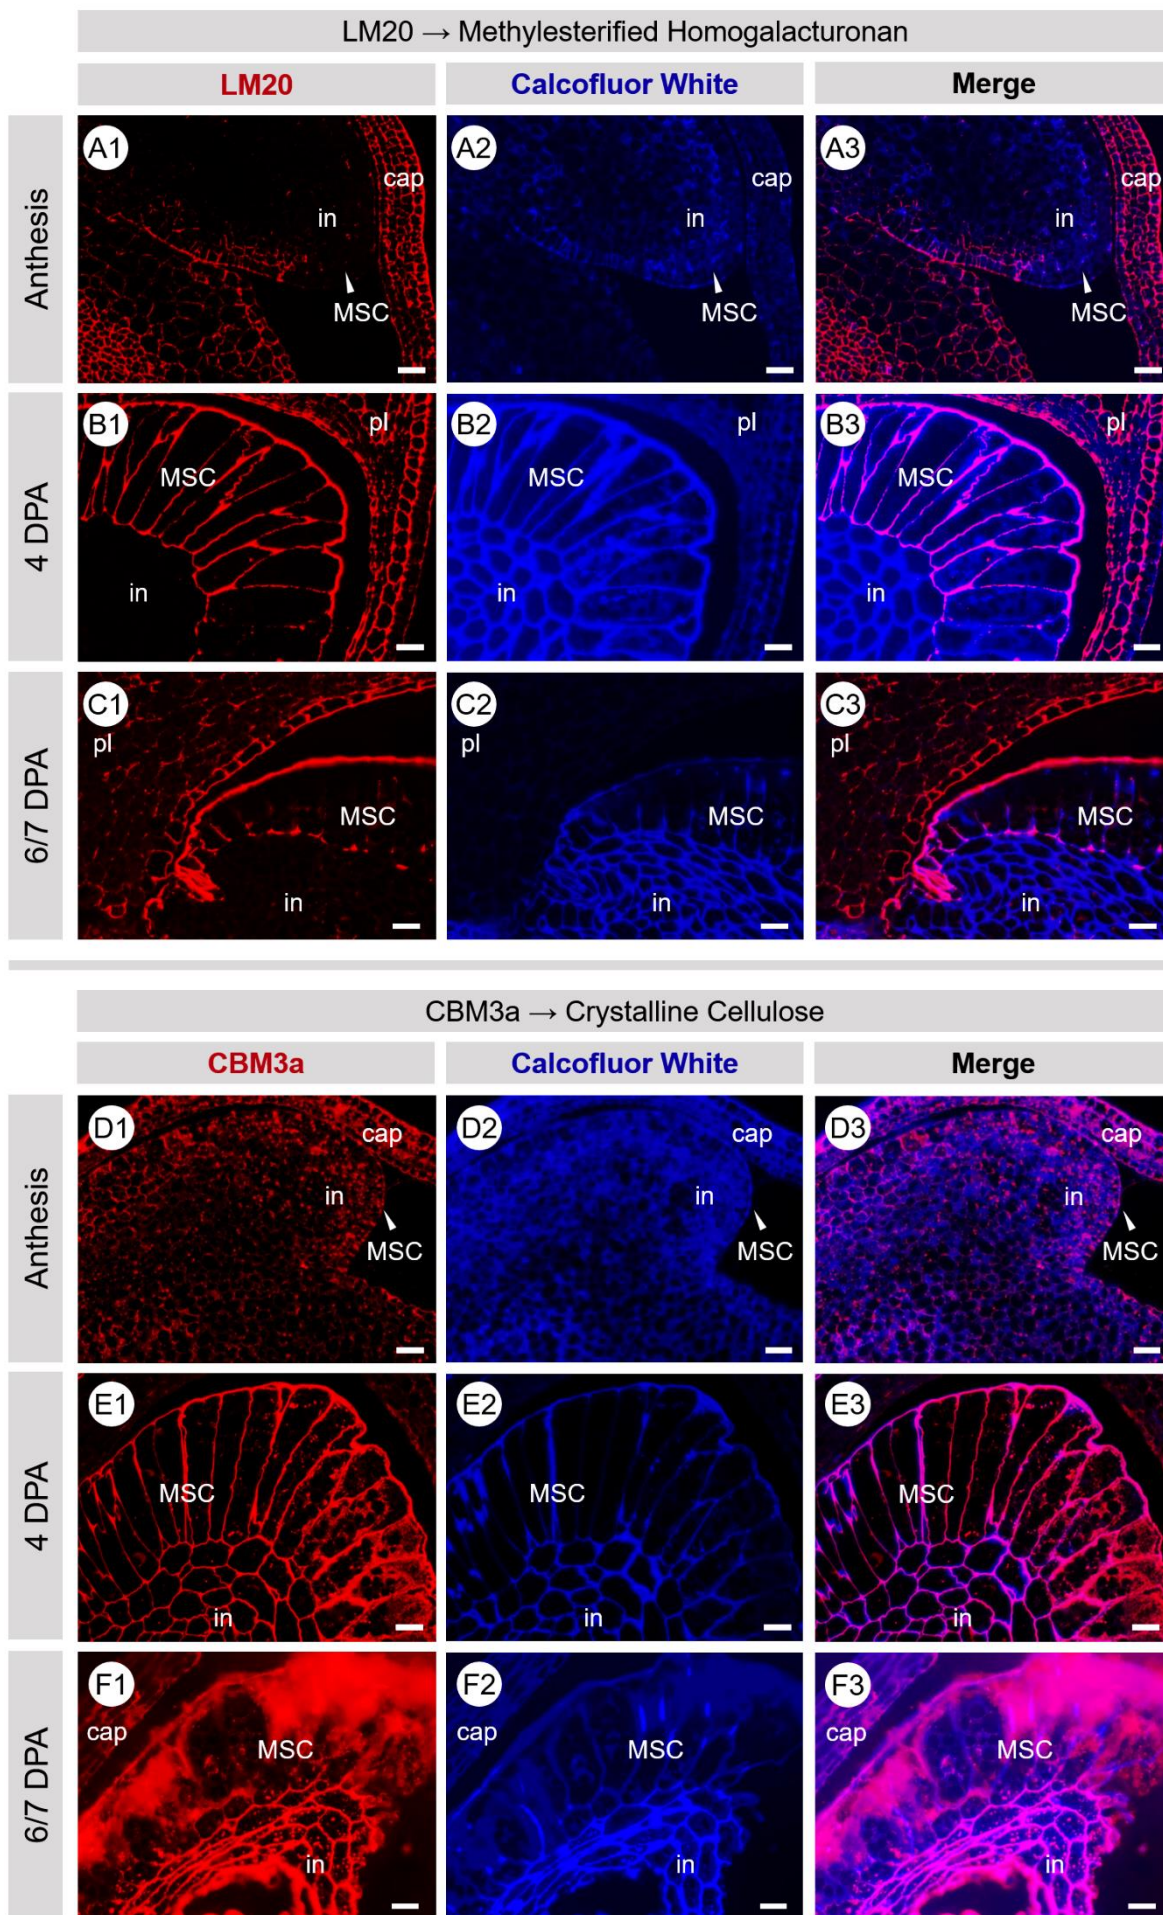 LM20 → Methylesterified Homogalacturonan
LM20 Calcofluor White Merge
Anthesis
A1 cap in MSC
A2 cap in MSC
A3 cap in MSC
4 DPA
B1 pl MSC in
B2 pl MSC in
B3 pl MSC in
6/7 DPA
C1 pl MSC in
C2 pl MSC in
C3 pl MSC in
CBM3a → Crystalline Cellulose
CBM3a Calcofluor White Merge
Anthesis
D1 cap in MSC
D2 cap in MSC
D3 cap in MSC
4 DPA
E1 MSC in
E2 MSC in
E3 MSC in
6/7 DPA
F1 cap MSC in
F2 cap MSC in
F3 cap MSC in